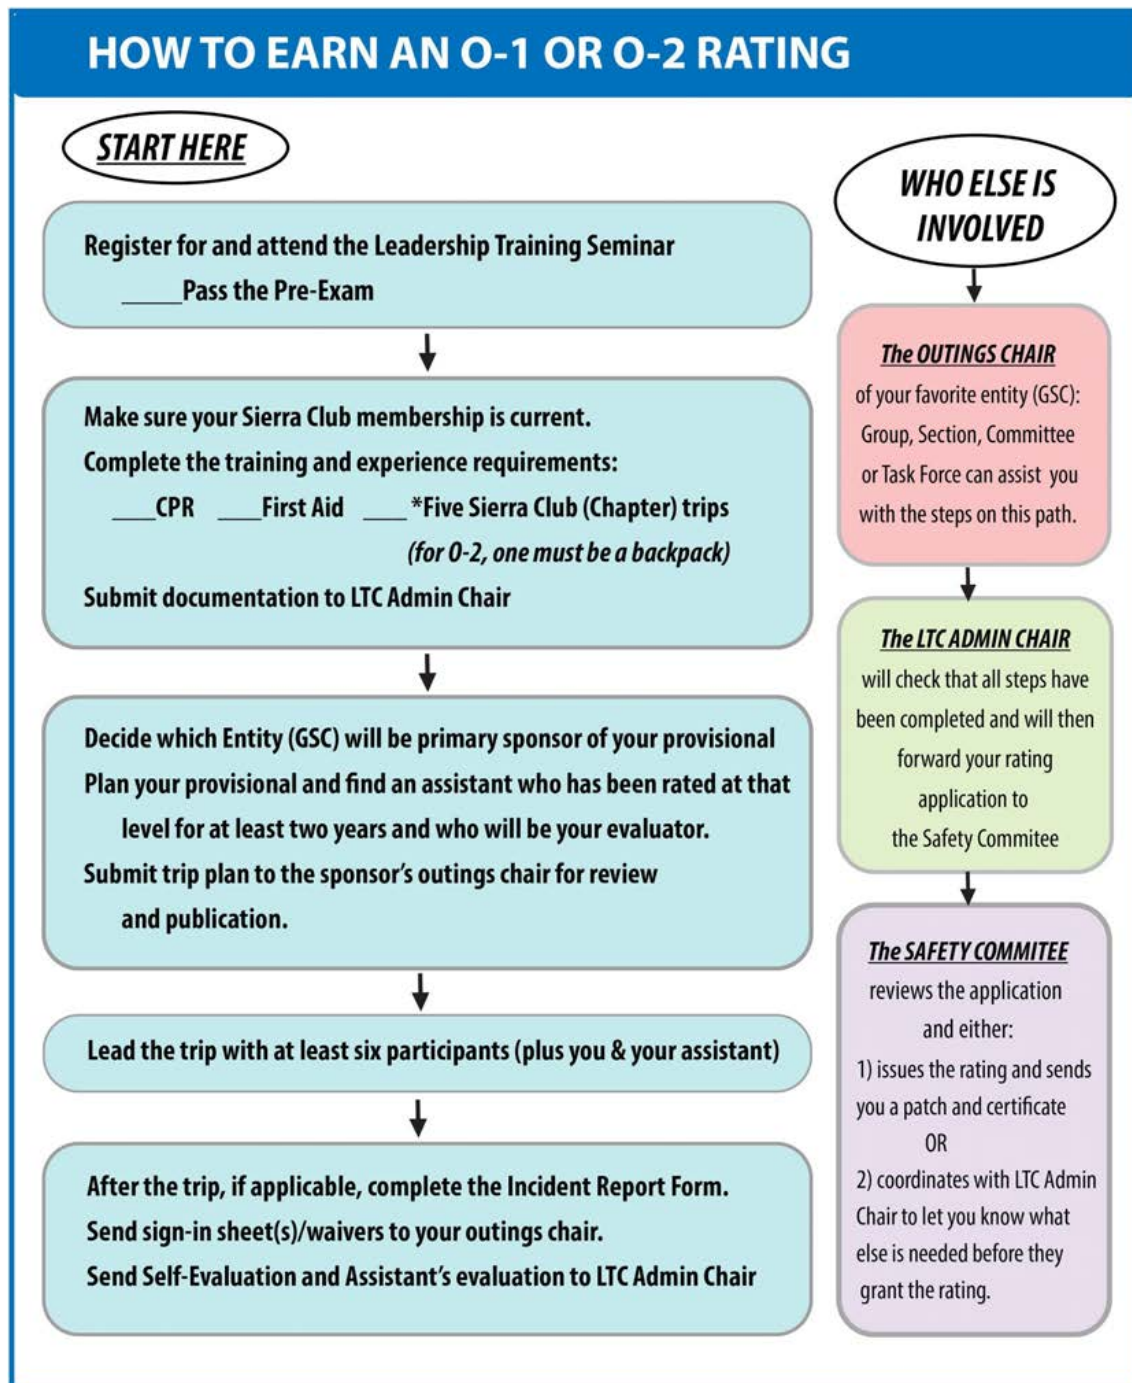 HOW TO EARN AN O-1 OR O-2 RATING
START HERE
Register for and attend the Leadership Training Seminar
_____Pass the Pre-Exam
Make sure your Sierra Club membership is current.
Complete the training and experience requirements:
___CPR ___First Aid ___ *Five Sierra Club (Chapter) trips
(for O-2, one must be a backpack)
Submit documentation to LTC Admin Chair
Decide which Entity (GSC) will be primary sponsor of your provisional
Plan your provisional and find an assistant who has been rated at that
level for at least two years and who will be your evaluator.
Submit trip plan to the sponsor's outings chair for review
and publication.
Lead the trip with at least six participants (plus you & your assistant)
After the trip, if applicable, complete the Incident Report Form.
Send sign-in sheet(s)/waivers to your outings chair.
Send Self-Evaluation and Assistant's evaluation to LTC Admin Chair
WHO ELSE IS
INVOLVED
The OUTINGS CHAIR
of your favorite entity (GSC):
Group, Section, Committee
or Task Force can assist you
with the steps on this path.
The LTC ADMIN CHAIR
will check that all steps have
been completed and will then
forward your rating
application to
the Safety Commitee
The SAFETY COMMITEE
reviews the application
and either:
1) issues the rating and sends
you a patch and certificate
OR
2) coordinates with LTC Admin
Chair to let you know what
else is needed before they
grant the rating.